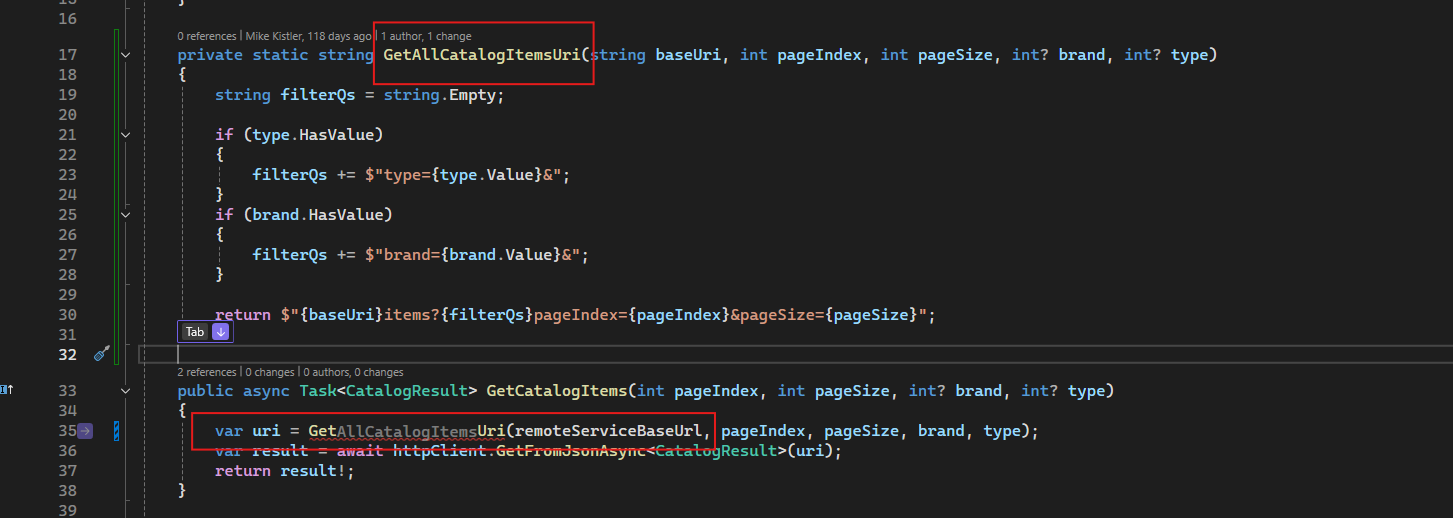 16
0 references | Mike Kistler, 118 days ago | 1 author, 1 change
17 private static string GetAllCatalogItemsUri(string baseUri, int pageIndex, int pageSize, int? brand, int? type)
18 {
19 string filterQs = string.Empty;
20
21 if (type.HasValue)
22 {
23 filterQs += $"type={type.Value}&";
24 }
25 if (brand.HasValue)
26 {
27 filterQs += $"brand={brand.Value}&";
28 }
29
30 return $"{baseUri}items?{filterQs}pageIndex={pageIndex}&pageSize={pageSize}";
31 Tab ↓
32
2 references | 0 changes | 0 authors, 0 changes
33 public async Task<CatalogResult> GetCatalogItems(int pageIndex, int pageSize, int? brand, int? type)
34 {
35 var uri = GetAllCatalogItemsUri(remoteServiceBaseUrl, pageIndex, pageSize, brand, type);
36 var result = await httpClient.GetFromJsonAsync<CatalogResult>(uri);
37 return result!;
38 }
39